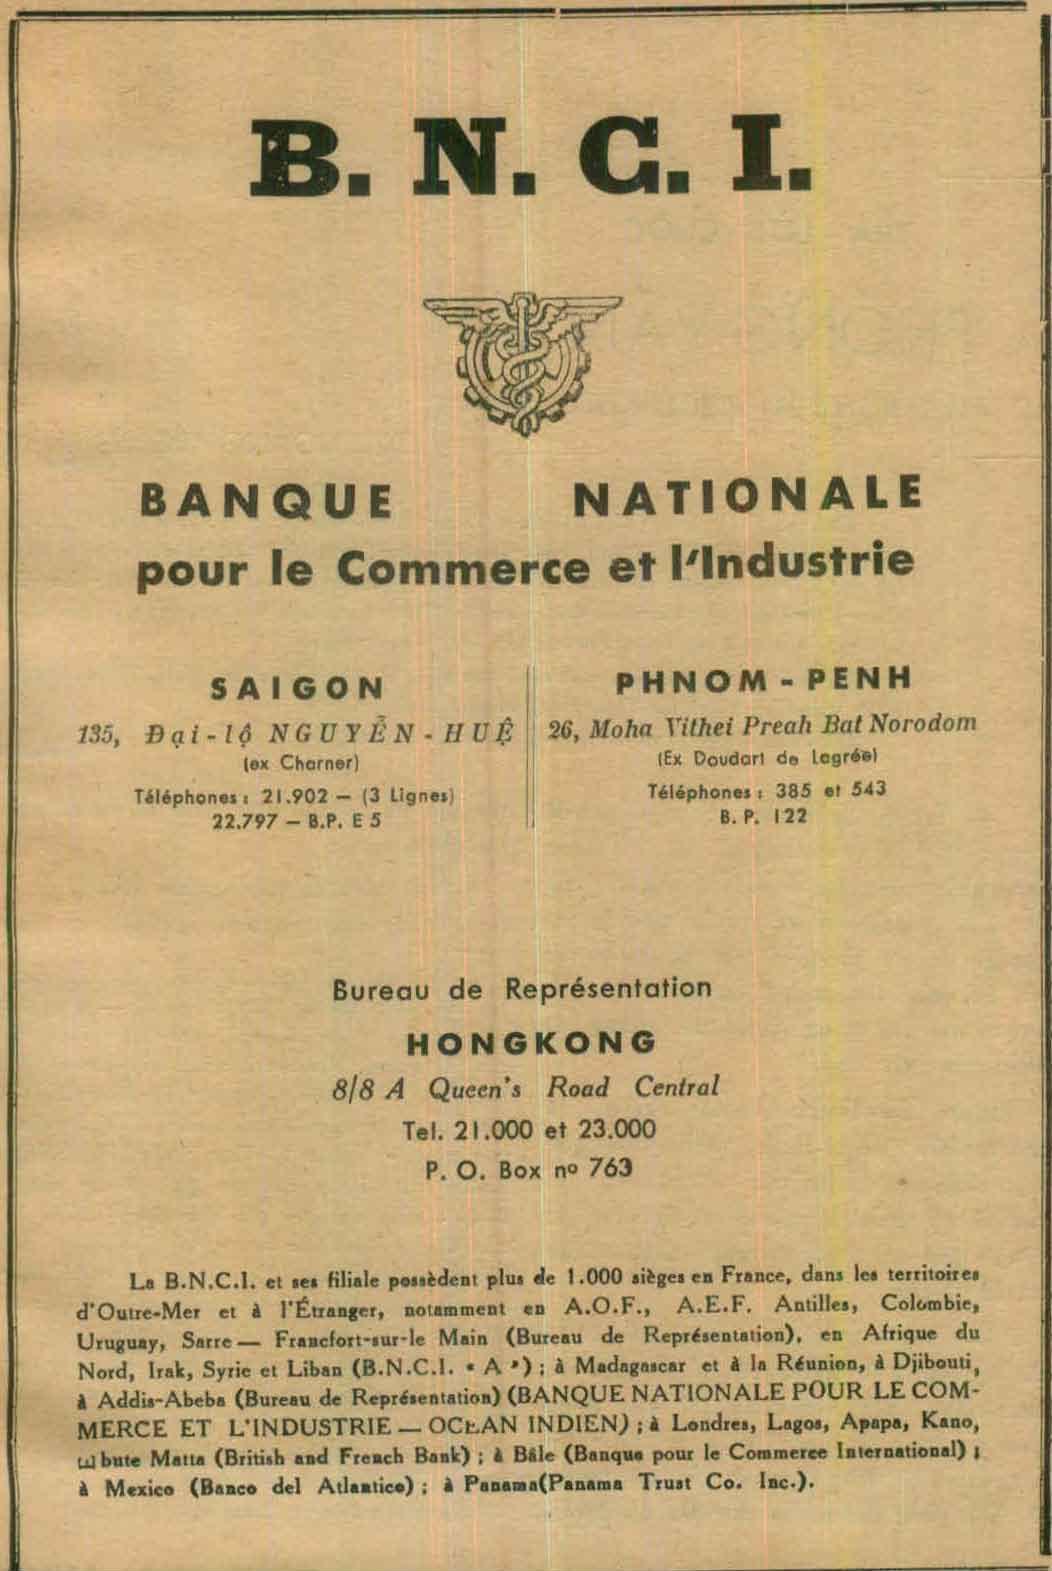 B. N. C. I.
BANQUE NATIONALE
pour le Commerce et l'Industrie
SAIGON
135, Đại-lộ NGUYỄN-HUỆ
(ex Charner)
Téléphones : 21.902 — (3 Lignes)
22.797 — B.P. E 5
PHNOM-PENH
26, Moha Vithei Preah Bat Norodom
(Ex Doudart de Lagrée)
Téléphones : 385 et 543
B. P. 122
Bureau de Représentation
HONGKONG
8/8 A Queen's Road Central
Tel. 21.000 et 23.000
P. O. Box nº 763
La B.N.C.I. et ses filiale possèdent plus de 1.000 sièges en France, dans les territoires
d'Outre-Mer et à l'Étranger, notamment en A.O.F., A.E.F. Antilles, Colombie,
Uruguay, Sarre — Francfort-sur-le Main (Bureau de Représentation), en Afrique du
Nord, Irak, Syrie et Liban (B.N.C.I. « A ») ; à Madagascar et à la Réunion, à Djibouti,
à Addis-Abeba (Bureau de Représentation) (BANQUE NATIONALE POUR LE COM-
MERCE ET L'INDUSTRIE — OCEAN INDIEN) ; à Londres, Lagos, Apapa, Kano,
bute Matta (British and French Bank) ; à Bâle (Banque pour le Commerce International) ;
à Mexico (Banco del Atlantico) ; à Panama(Panama Trust Co. Inc.).